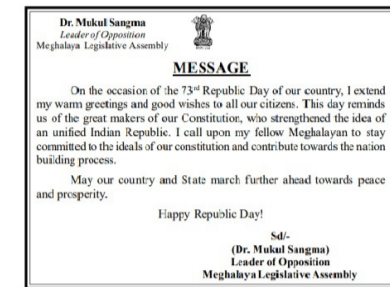 Dr. Mukul Sangma
Leader of Opposition
Meghalaya Legislative Assembly
MESSAGE
On the occasion of the 73rd Republic Day of our country, I extend
my warm greetings and good wishes to all our citizens. This day reminds
us of the great makers of our Constitution, who strengthened the idea of
an unified Indian Republic. I call upon my fellow Meghalayan to stay
committed to the ideals of our constitution and contribute towards the nation
building process.
May our country and State march further ahead towards peace
and prosperity.
Happy Republic Day!
Sd/-
(Dr. Mukul Sangma)
Leader of Opposition
Meghalaya Legislative Assembly